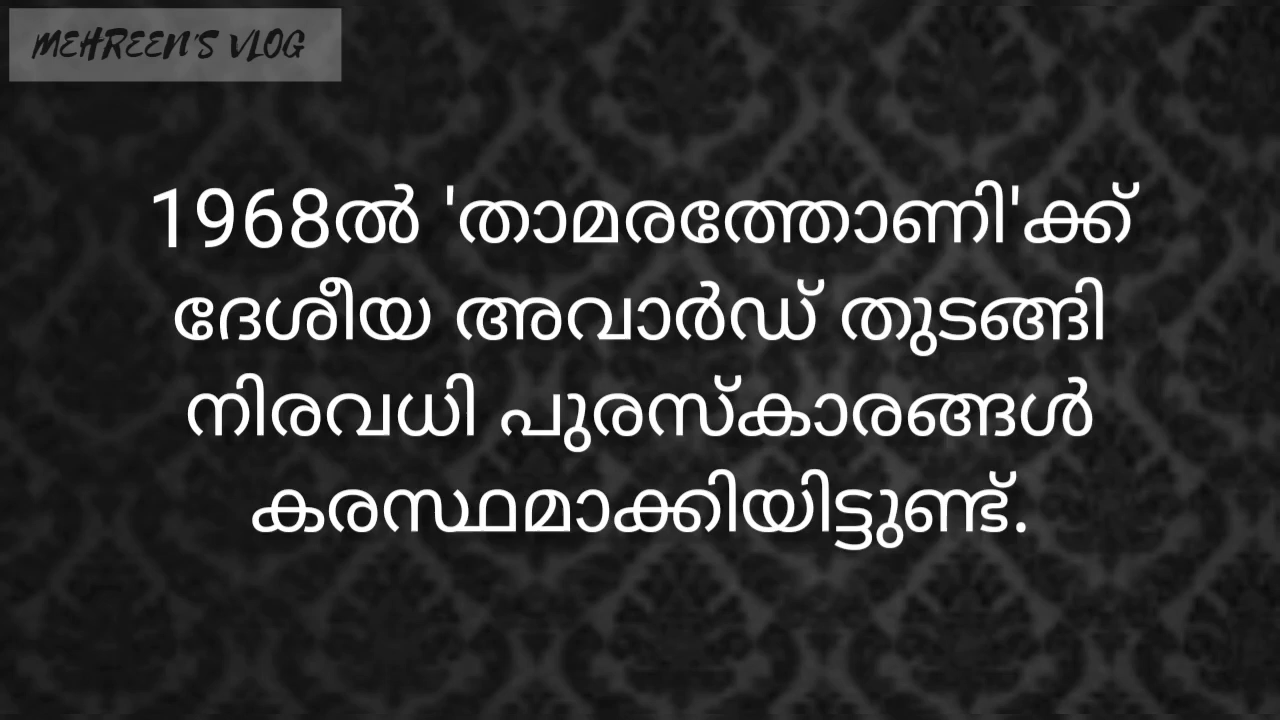 MEHREEN'S VLOG
1968ൽ 'താമരത്തോണി'ക്ക്
ദേശീയ അവാർഡ് തുടങ്ങി
നിരവധി പുരസ്കാരങ്ങൾ
കരസ്ഥമാക്കിയിട്ടുണ്ട്.